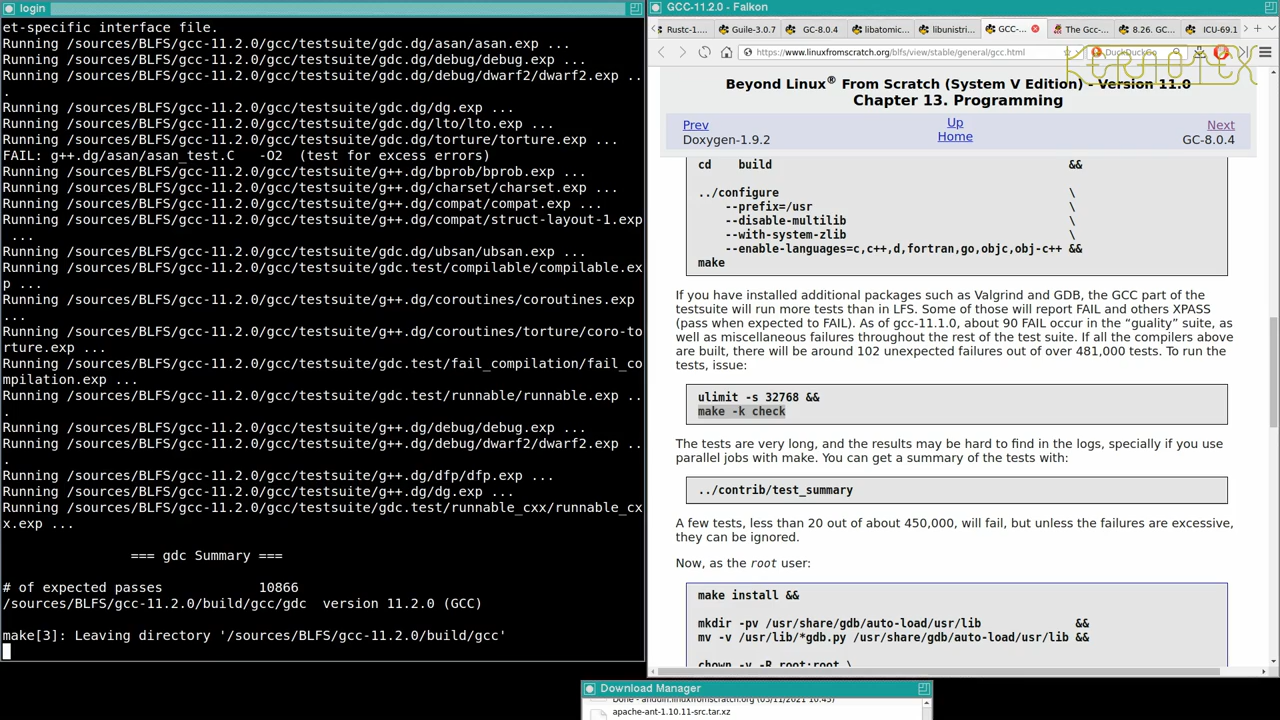 login
et-specific interface file.
Running /sources/BLFS/gcc-11.2.0/gcc/testsuite/gdc.dg/asan/asan.exp ...
Running /sources/BLFS/gcc-11.2.0/gcc/testsuite/gdc.dg/debug/debug.exp ...
Running /sources/BLFS/gcc-11.2.0/gcc/testsuite/gdc.dg/debug/dwarf2/dwarf2.exp ..
.
Running /sources/BLFS/gcc-11.2.0/gcc/testsuite/gdc.dg/dg.exp ...
Running /sources/BLFS/gcc-11.2.0/gcc/testsuite/gdc.dg/lto/lto.exp ...
Running /sources/BLFS/gcc-11.2.0/gcc/testsuite/gdc.dg/torture/torture.exp ...
FAIL: g++.dg/asan/asan_test.C   -O2  (test for excess errors)
Running /sources/BLFS/gcc-11.2.0/gcc/testsuite/g++.dg/bprob/bprob.exp ...
Running /sources/BLFS/gcc-11.2.0/gcc/testsuite/g++.dg/charset/charset.exp ...
Running /sources/BLFS/gcc-11.2.0/gcc/testsuite/g++.dg/compat/compat.exp ...
Running /sources/BLFS/gcc-11.2.0/gcc/testsuite/g++.dg/compat/struct-layout-1.exp
 ...
Running /sources/BLFS/gcc-11.2.0/gcc/testsuite/gdc.dg/ubsan/ubsan.exp ...
Running /sources/BLFS/gcc-11.2.0/gcc/testsuite/gdc.test/compilable/compilable.ex
p ...
Running /sources/BLFS/gcc-11.2.0/gcc/testsuite/g++.dg/coroutines/coroutines.exp
...
Running /sources/BLFS/gcc-11.2.0/gcc/testsuite/g++.dg/coroutines/torture/coro-to
rture.exp ...
Running /sources/BLFS/gcc-11.2.0/gcc/testsuite/gdc.test/fail_compilation/fail_co
mpilation.exp ...
Running /sources/BLFS/gcc-11.2.0/gcc/testsuite/gdc.test/runnable/runnable.exp ..
.
Running /sources/BLFS/gcc-11.2.0/gcc/testsuite/g++.dg/debug/debug.exp ...
Running /sources/BLFS/gcc-11.2.0/gcc/testsuite/g++.dg/debug/dwarf2/dwarf2.exp ..
.
Running /sources/BLFS/gcc-11.2.0/gcc/testsuite/g++.dg/dfp/dfp.exp ...
Running /sources/BLFS/gcc-11.2.0/gcc/testsuite/g++.dg/dg.exp ...
Running /sources/BLFS/gcc-11.2.0/gcc/testsuite/gdc.test/runnable_cxx/runnable_cx
x.exp ...
=== gdc Summary ===
# of expected passes            10866
/sources/BLFS/gcc-11.2.0/build/gcc/gdc  version 11.2.0 (GCC)
make[3]: Leaving directory '/sources/BLFS/gcc-11.2.0/build/gcc'
GCC-11.2.0 - Falkon
Rustc-1.... Guile-3.0.7 GC-8.0.4 libatomic... libunistri... GCC-... The Gcc-... 8.26. GC... ICU-69.1
https://www.linuxfromscratch.org/blfs/view/stable/general/gcc.html DuckDuckGo
KERNOTEX
Beyond Linux® From Scratch (System V Edition) - Version 11.0
Chapter 13. Programming
Prev Up Next
Doxygen-1.9.2 Home GC-8.0.4
cd    build    &&
../configure    \
--prefix=/usr    \
--disable-multilib    \
--with-system-zlib    \
--enable-languages=c,c++,d,fortran,go,objc,obj-c++ &&
make
If you have installed additional packages such as Valgrind and GDB, the GCC part of the
testsuite will run more tests than in LFS. Some of those will report FAIL and others XPASS
(pass when expected to FAIL). As of gcc-11.1.0, about 90 FAIL occur in the “guality” suite, as
well as miscellaneous failures throughout the rest of the test suite. If all the compilers above
are built, there will be around 102 unexpected failures out of over 481,000 tests. To run the
tests, issue:
ulimit -s 32768 &&
make -k check
The tests are very long, and the results may be hard to find in the logs, specially if you use
parallel jobs with make. You can get a summary of the tests with:
../contrib/test_summary
A few tests, less than 20 out of about 450,000, will fail, but unless the failures are excessive,
they can be ignored.
Now, as the root user:
make install &&
mkdir -pv /usr/share/gdb/auto-load/usr/lib    &&
mv -v /usr/lib/*gdb.py /usr/share/gdb/auto-load/usr/lib &&
chown -v -R root:root \
Download Manager
Done - anduin.linuxfromscratch.org (05/11/2021 10:45)
apache-ant-1.10.11-src.tar.xz